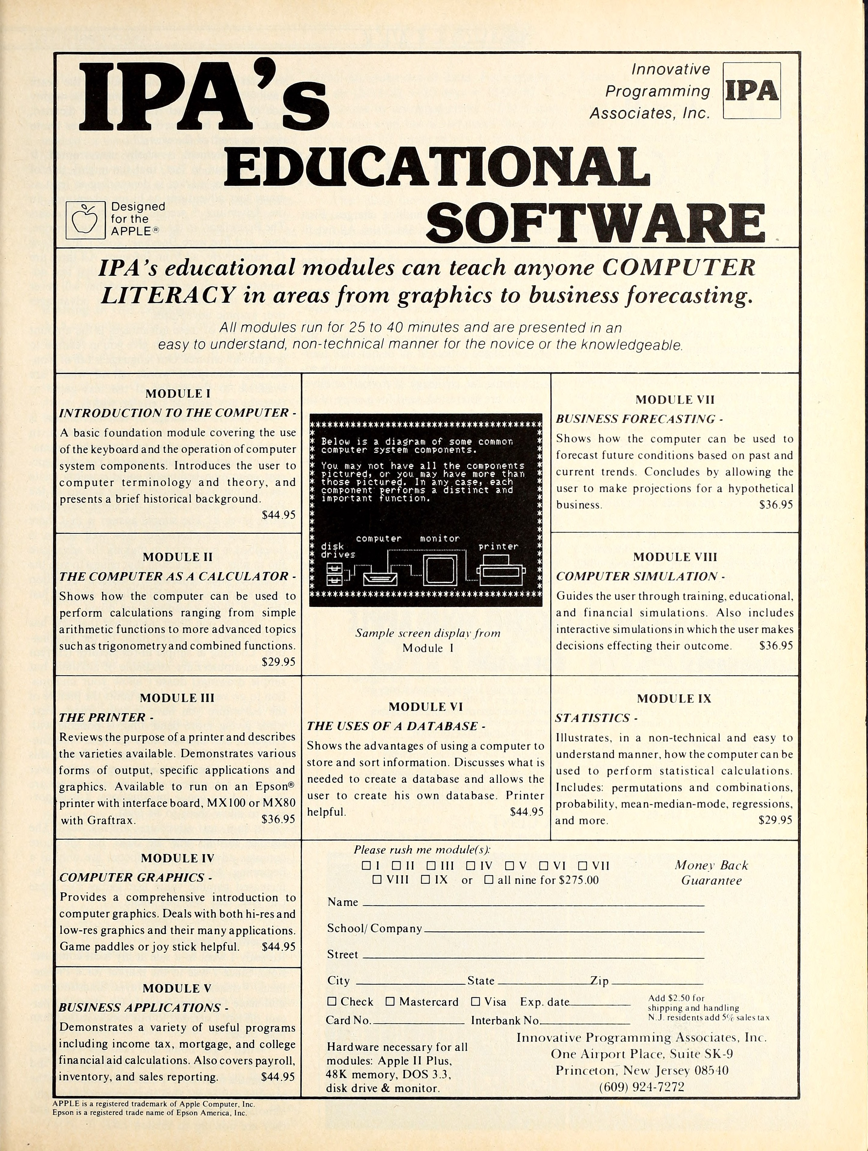 IPA's
EDUCATIONAL
SOFTWARE
Innovative
Programming
Associates, Inc.
IPA
Designed
for the
APPLE®
IPA's educational modules can teach anyone COMPUTER
LITERACY in areas from graphics to business forecasting.
All modules run for 25 to 40 minutes and are presented in an
easy to understand, non-technical manner for the novice or the knowledgeable.
MODULE I
INTRODUCTION TO THE COMPUTER -
A basic foundation module covering the use
of the keyboard and the operation of computer
system components. Introduces the user to
computer terminology and theory, and
presents a brief historical background.
$44.95
MODULE II
THE COMPUTER AS A CALCULATOR -
Shows how the computer can be used to
perform calculations ranging from simple
arithmetic functions to more advanced topics
such as trigonometry and combined functions.
$29.95
MODULE III
THE PRINTER -
Reviews the purpose of a printer and describes
the varieties available. Demonstrates various
forms of output, specific applications and
graphics. Available to run on an Epson®
printer with interface board, MX100 or MX80
with Graftrax. $36.95
MODULE IV
COMPUTER GRAPHICS -
Provides a comprehensive introduction to
computer graphics. Deals with both hi-res and
low-res graphics and their many applications.
Game paddles or joy stick helpful. $44.95
MODULE V
BUSINESS APPLICATIONS -
Demonstrates a variety of useful programs
including income tax, mortgage, and college
financial aid calculations. Also covers payroll,
inventory, and sales reporting. $44.95
Below is a diagram of some common
computer system components.
You may not have all the components
pictured, or you may have more than
those pictured. In any case, each
component performs a distinct and
important function.
computer monitor
disk
drives
printer
Sample screen display from
Module I
MODULE VI
THE USES OF A DATABASE -
Shows the advantages of using a computer to
store and sort information. Discusses what is
needed to create a database and allows the
user to create his own database. Printer
helpful. $44.95
MODULE VII
BUSINESS FORECASTING -
Shows how the computer can be used to
forecast future conditions based on past and
current trends. Concludes by allowing the
user to make projections for a hypothetical
business. $36.95
MODULE VIII
COMPUTER SIMULATION -
Guides the user through training, educational,
and financial simulations. Also includes
interactive simulations in which the user makes
decisions effecting their outcome. $36.95
MODULE IX
STATISTICS -
Illustrates, in a non-technical and easy to
understand manner, how the computer can be
used to perform statistical calculations.
Includes: permutations and combinations,
probability, mean-median-mode, regressions,
and more. $29.95
Please rush me module(s):
☐ I ☐ II ☐ III ☐ IV ☐ V ☐ VI ☐ VII
☐ VIII ☐ IX or ☐ all nine for $275.00
Money Back
Guarantee
Name
School/Company
Street
City State Zip
☐ Check ☐ Mastercard ☐ Visa Exp. date
Card No. Interbank No.
Add $2.50 for
shipping and handling
N.J. residents add 5% sales tax
Hardware necessary for all
modules: Apple II Plus,
48K memory, DOS 3.3,
disk drive & monitor.
Innovative Programming Associates, Inc.
One Airport Place, Suite SK-9
Princeton, New Jersey 08540
(609) 924-7272
APPLE is a registered trademark of Apple Computer, Inc.
Epson is a registered trade name of Epson America, Inc.